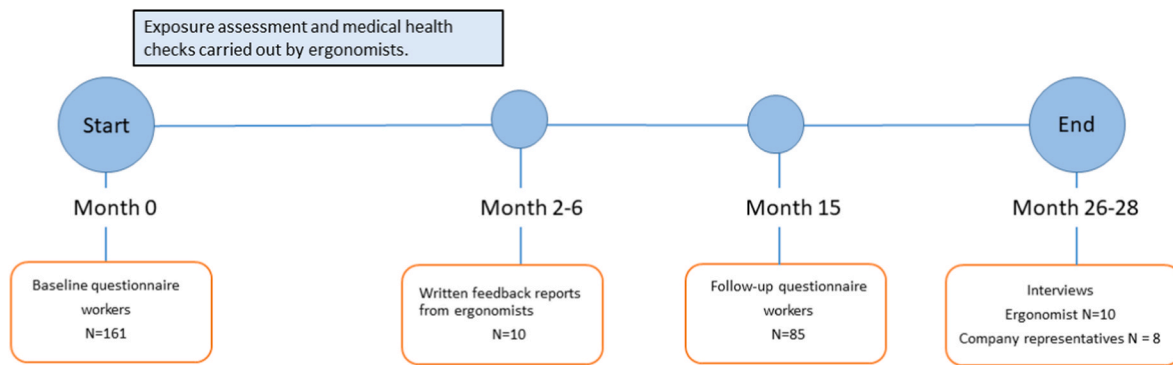 Exposure assessment and medical health
checks carried out by ergonomists.
Start
End
Month 0
Month 2-6
Month 15
Month 26-28
Baseline questionnaire
workers
N=161
Written feedback reports
from ergonomists
N=10
Follow-up questionnaire
workers
N=85
Interviews
Ergonomist N=10
Company representatives N = 8